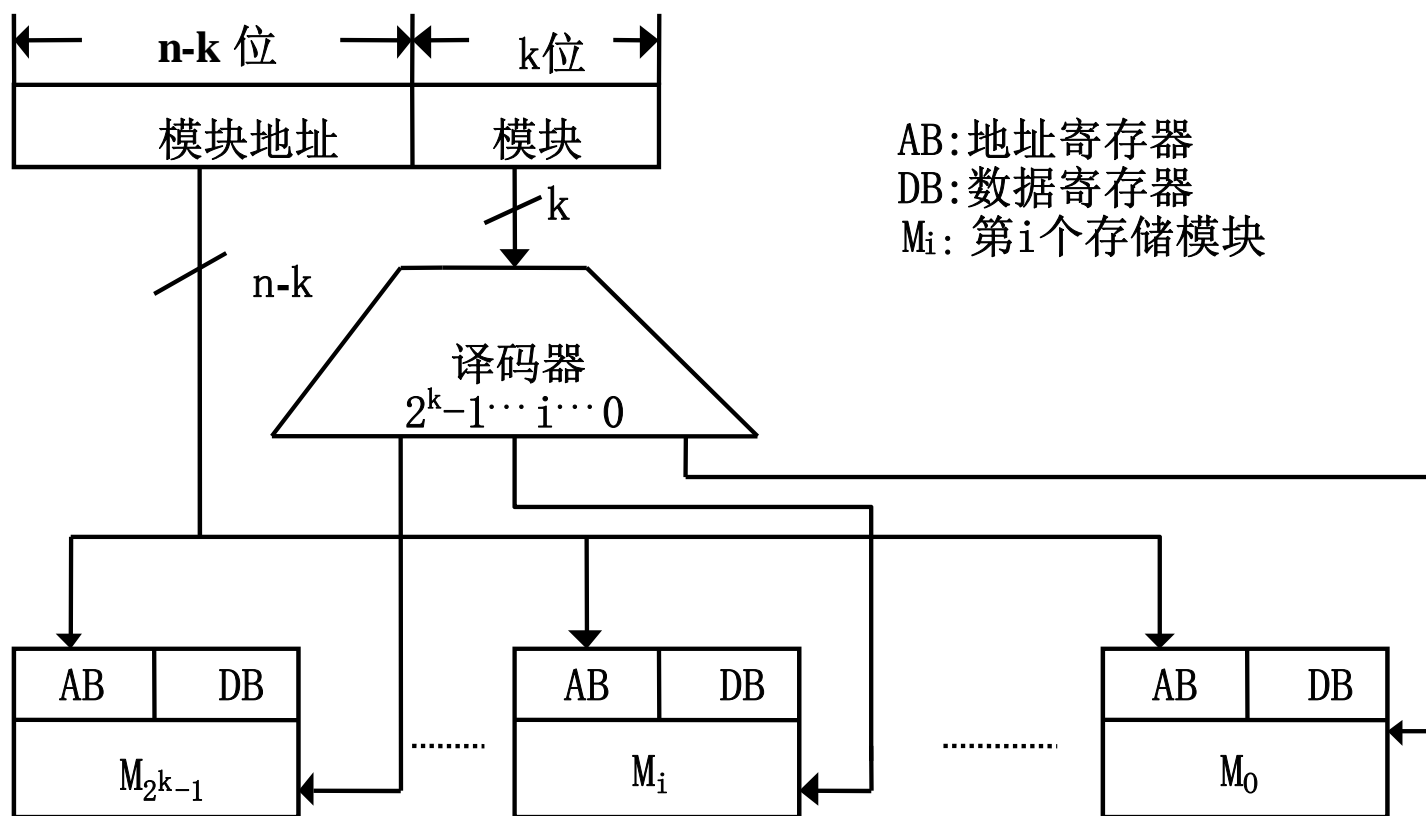 n-k 位
k位
模块地址
模块
AB:地址寄存器
DB:数据寄存器
Mi: 第i个存储模块
k
n-k
译码器
2^k-1…i…0
AB
DB
AB
DB
AB
DB
M2^k-1
Mi
M0